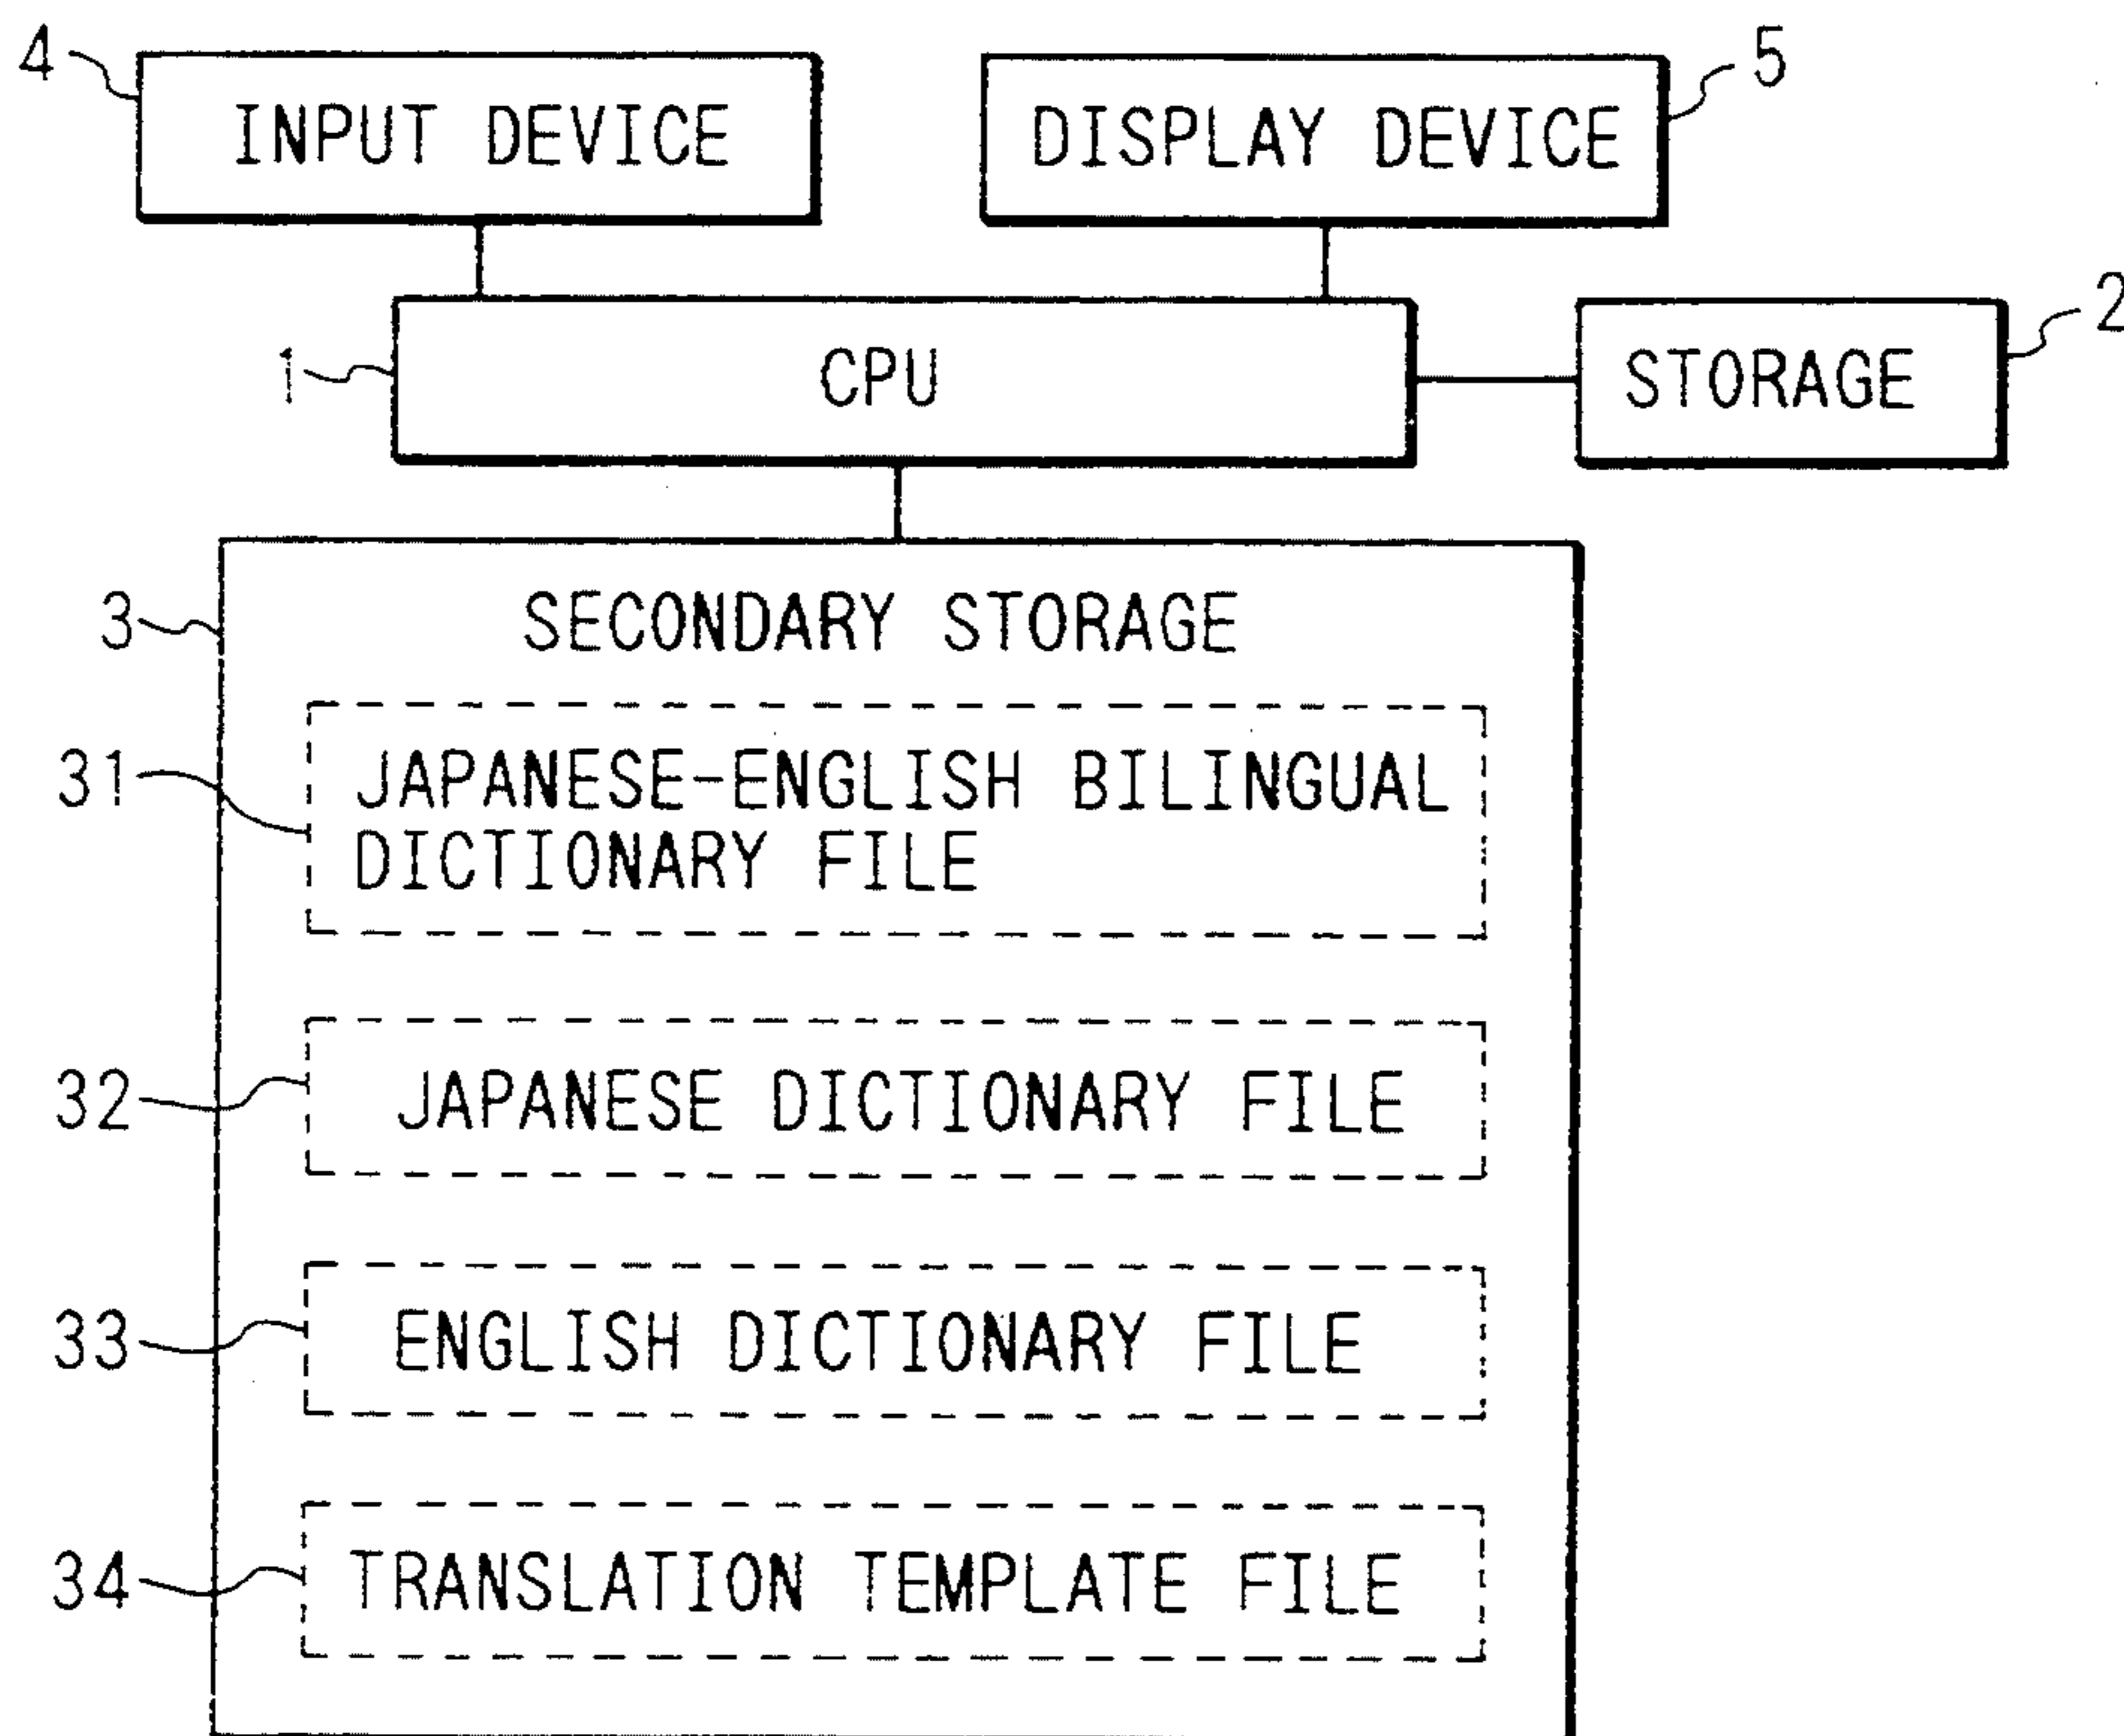 4
INPUT DEVICE
DISPLAY DEVICE
5
1
CPU
STORAGE
2
3
SECONDARY STORAGE
31
JAPANESE-ENGLISH BILINGUAL
DICTIONARY FILE
32
JAPANESE DICTIONARY FILE
33
ENGLISH DICTIONARY FILE
34
TRANSLATION TEMPLATE FILE